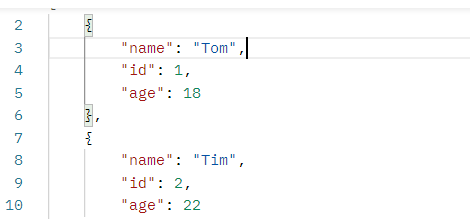 2 {
3 "name": "Tom",
4 "id": 1,
5 "age": 18
6 },
7 {
8 "name": "Tim",
9 "id": 2,
10 "age": 22